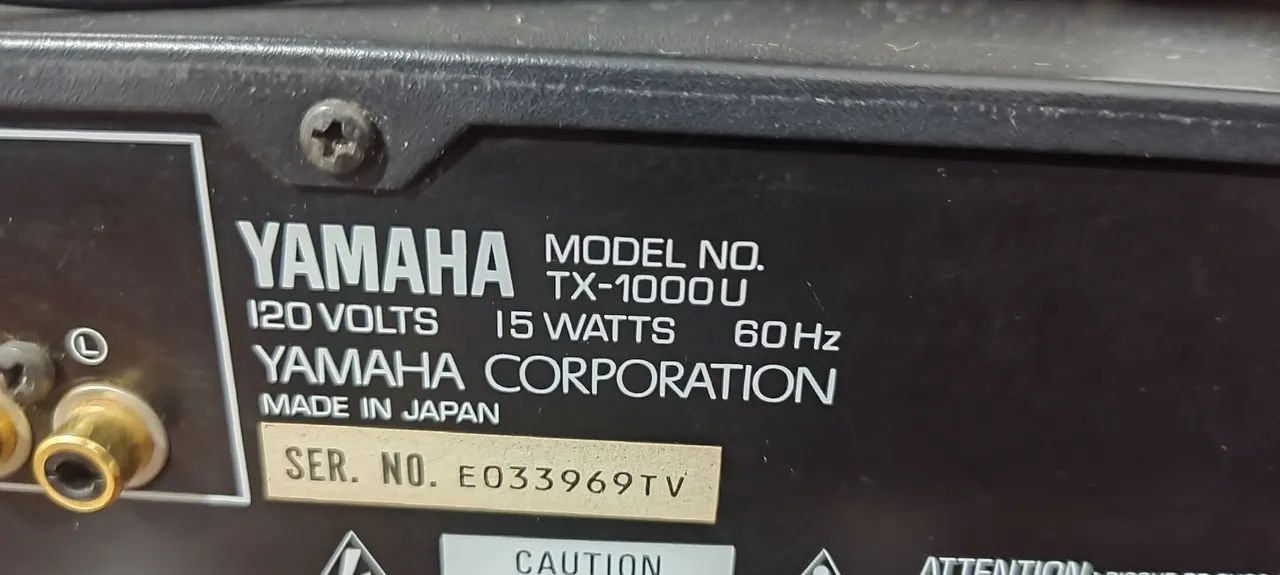 YAMAHA MODEL NO.
TX-1000U
120 VOLTS 15 WATTS 60Hz
YAMAHA CORPORATION
MADE IN JAPAN
SER. NO. E033969TV
L
CAUTION
ATTENTION: